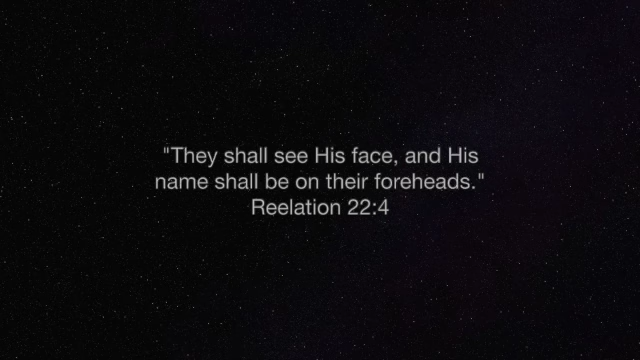 "They shall see His face, and His
name shall be on their foreheads."
Reelation 22:4